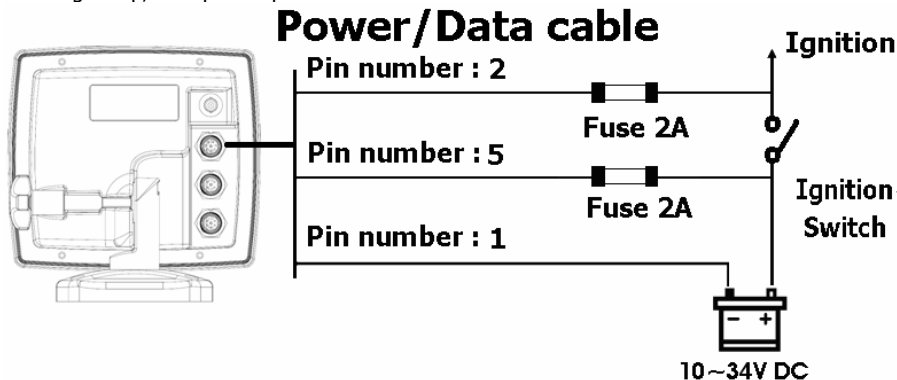 Power/Data cable
Ignition
Pin number : 2
Fuse 2A
Pin number : 5
Fuse 2A
Ignition
Switch
Pin number : 1
- +
10~34V DC